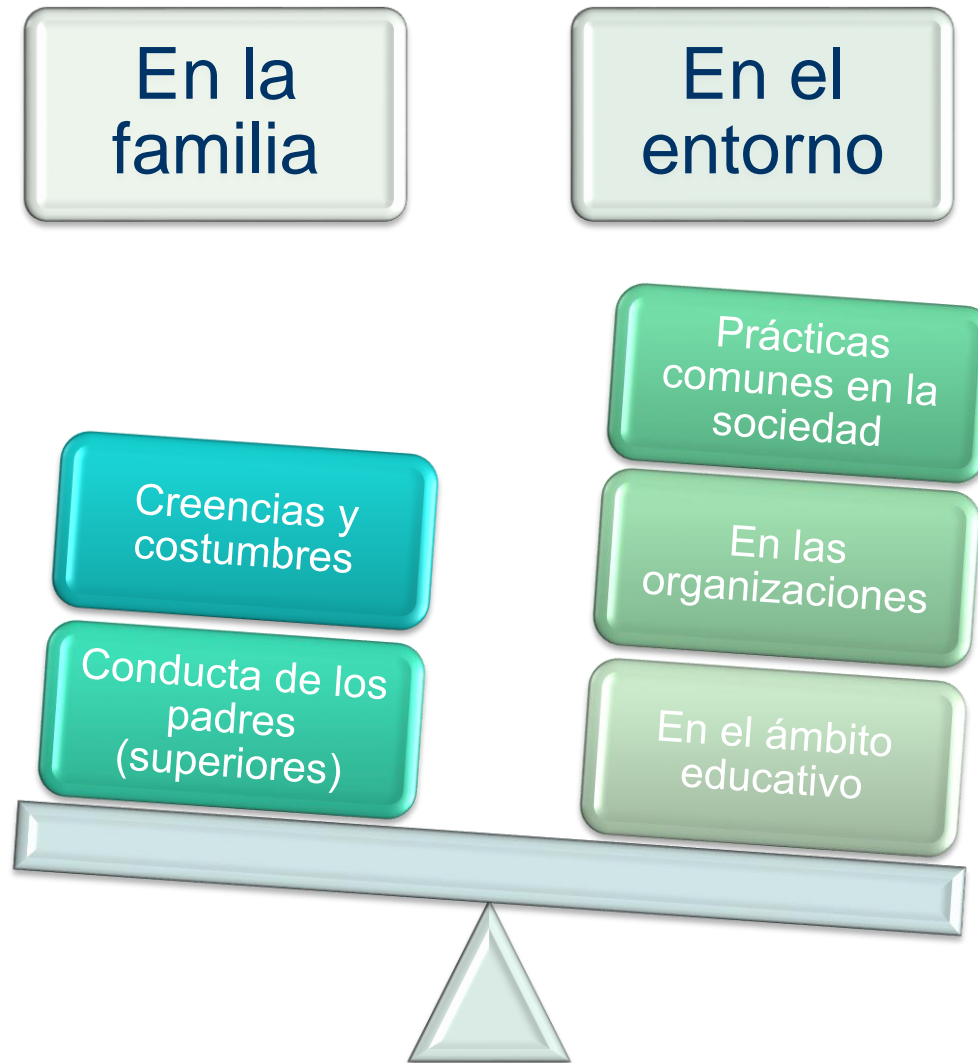 En la
familia
En el
entorno
Creencias y
costumbres
Conducta de los
padres
(superiores)
Prácticas
comunes en la
sociedad
En las
organizaciones
En el ámbito
educativo